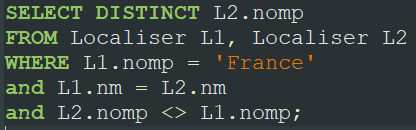 SELECT DISTINCT L2.nomp
FROM Localiser L1, Localiser L2
WHERE L1.nomp = 'France'
and L1.nm = L2.nm
and L2.nomp <> L1.nomp;